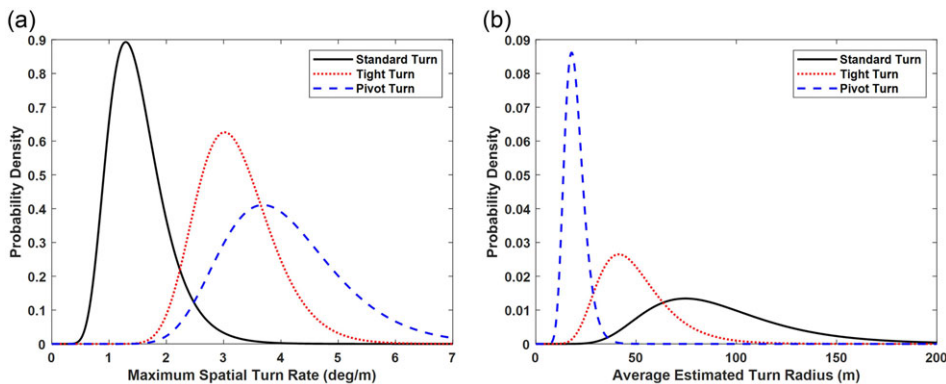 (a)
0.9
0.8
0.7
0.6
0.5
0.4
0.3
0.2
0.1
0
Probability Density
0 1 2 3 4 5 6 7
Maximum Spatial Turn Rate (deg/m)
Standard Turn
Tight Turn
Pivot Turn
(b)
0.09
0.08
0.07
0.06
0.05
0.04
0.03
0.02
0.01
0
Probability Density
0 50 100 150 200
Average Estimated Turn Radius (m)
Standard Turn
Tight Turn
Pivot Turn